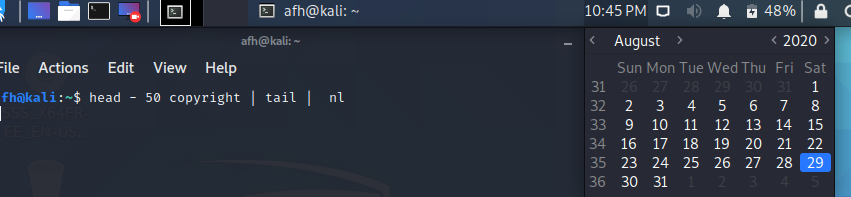 afh@kali: ~
10:45 PM
48%
afh@kali: ~
File Actions Edit View Help
afh@kali:~$ head - 50 copyright | tail | nl
August 2020
Sun Mon Tue Wed Thu Fri Sat
31 26 27 28 29 30 31 1
32 2 3 4 5 6 7 8
33 9 10 11 12 13 14 15
34 16 17 18 19 20 21 22
35 23 24 25 26 27 28 29
36 30 31 1 2 3 4 5